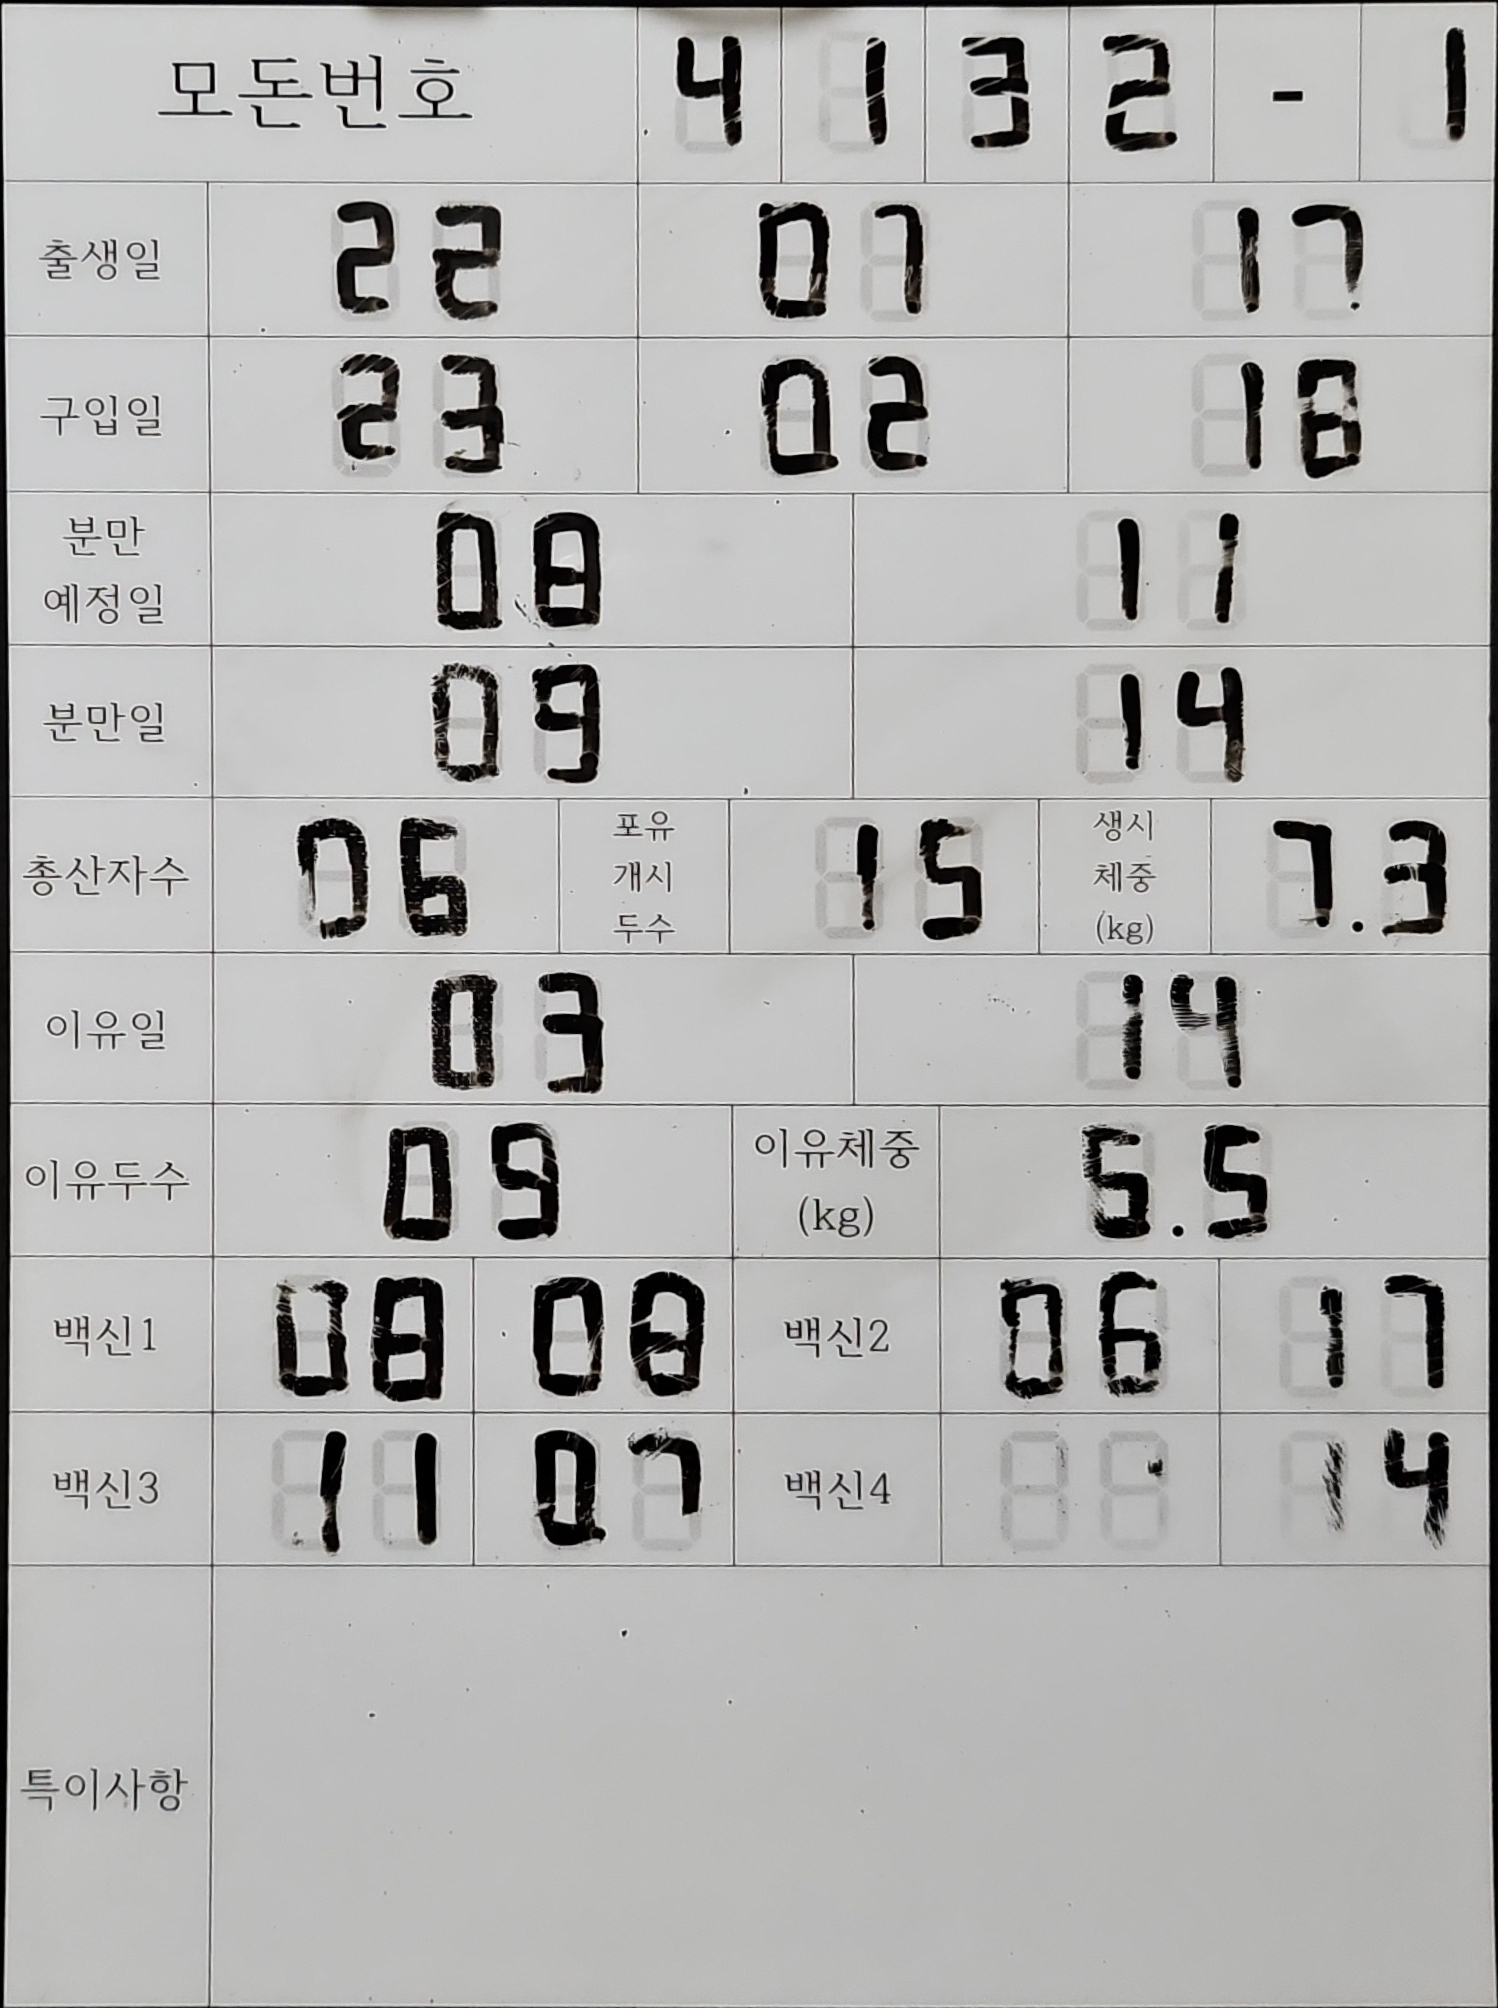 모돈번호 4 1 3 2 - 1
출생일 22 07 17
구입일 23 02 18
분만 예정일 08 11
분만일 09 14
총산자수 06 포유 개시 두수 15 생시 체중 (kg) 7.3
이유일 03 14
이유두수 09 이유체중 (kg) 5.5
백신1 08 08 백신2 06 17
백신3 11 07 백신4 14
특이사항